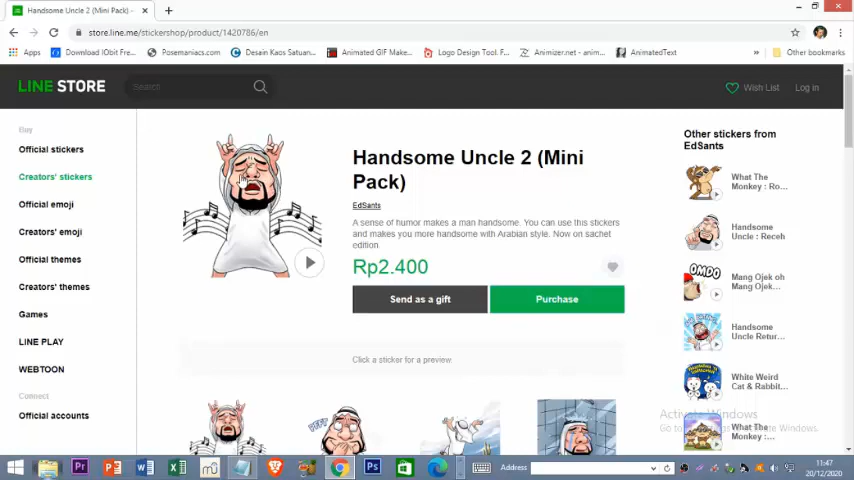 Handsome Uncle 2 (Mini Pack) -
store.line.me/stickershop/product/1420786/en
Apps
Download IObit for Free
Posemaniacs.com
Desain Kaos Satuan...
Animated GIF Make...
Logo Design Tool. F...
Animizer.net - anim...
AnimatedText
»
Other bookmarks
LINE STORE
Search
Wish List
Log in
Buy
Official stickers
Creators' stickers
Official emoji
Creators' emoji
Official themes
Creators' themes
Games
LINE PLAY
WEBTOON
Connect
Official accounts
Handsome Uncle 2 (Mini
Pack)
EdSants
A sense of humor makes a man handsome. You can use this stickers
and makes you more handsome with Arabian style. Now on sachet
edition.
Rp2.400
Send as a gift
Purchase
Click a sticker for a preview.
PFFT
Other stickers from
EdSants
What The
Monkey : Ro...
Handsome
Uncle : Receh
OMDO
Mang Ojek oh
Mang Ojek...
Handsome
Uncle Retur...
White Weird
Cat & Rabbit...
What The
Monkey :...
Activate Windows
Go to
Windows.
Address
11:47
20/12/2020